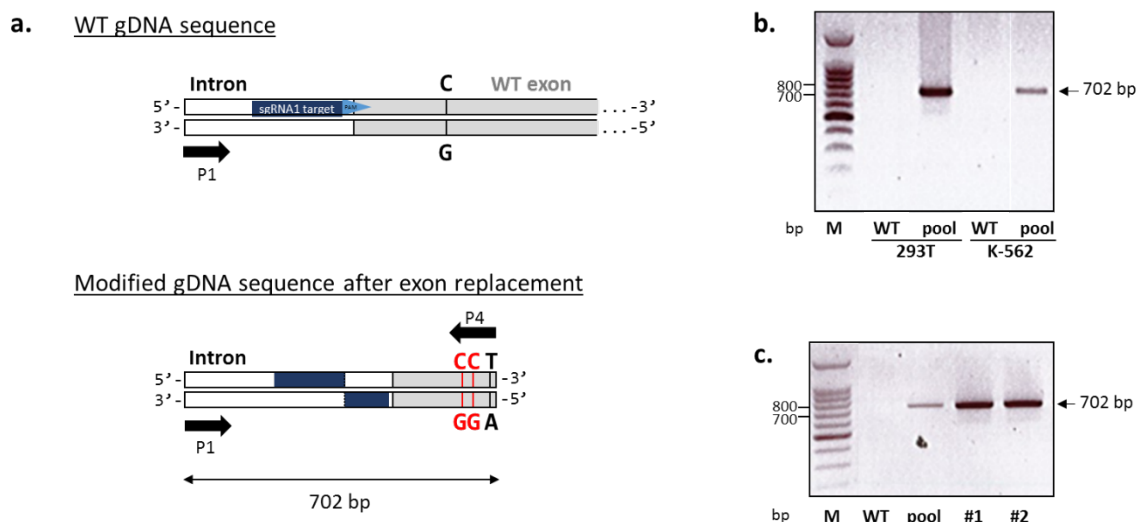 a.
WT gDNA sequence
Intron
C
WT exon
5’-
sgRNA1 target
PAM
...-3’
3’-
...-5’
G
P1
Modified gDNA sequence after exon replacement
P4
Intron
CC T
5’-
-3’
3’-
-5’
GG A
P1
702 bp
b.
800
700
702 bp
bp M WT pool WT pool
293T K-562
c.
800
700
702 bp
bp M WT pool #1 #2